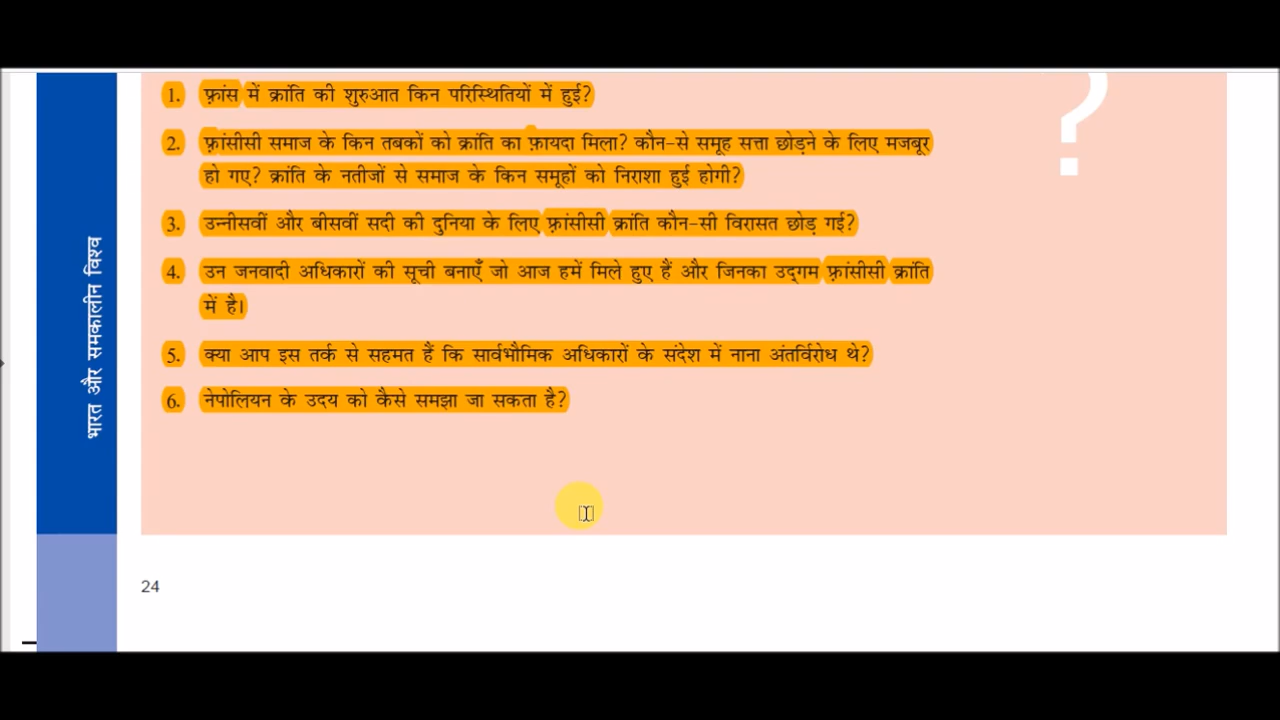 1. फ़्रांस में क्रांति की शुरुआत किन परिस्थितियों में हुई?
2. फ़्रांसीसी समाज के किन तबकों को क्रांति का फ़ायदा मिला? कौन-से समूह सत्ता छोड़ने के लिए मजबूर
हो गए? क्रांति के नतीजों से समाज के किन समूहों को निराशा हुई होगी?
3. उन्नीसवीं और बीसवीं सदी की दुनिया के लिए फ़्रांसीसी क्रांति कौन-सी विरासत छोड़ गई?
4. उन जनवादी अधिकारों की सूची बनाएँ जो आज हमें मिले हुए हैं और जिनका उद्गम फ़्रांसीसी क्रांति
में है।
5. क्या आप इस तर्क से सहमत हैं कि सार्वभौमिक अधिकारों के संदेश में नाना अंतर्विरोध थे?
6. नेपोलियन के उदय को कैसे समझा जा सकता है?
?
भारत और समकालीन विश्व
24